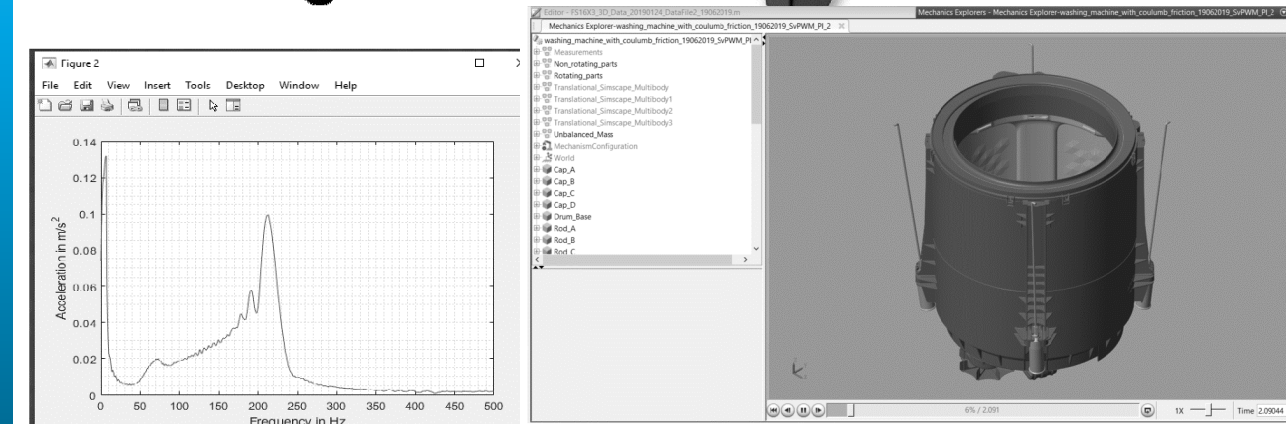 Figure 2
File Edit View Insert Tools Desktop Window Help
0.14
0.12
0.1
0.08
0.06
0.04
0.02
0
Acceleration in m/s²
0 50 100 150 200 250 300 350 400 450 500
Frequency in Hz
Editor - FS16X3_3D_Data_20190124_DataFile2_19062019.m
Mechanics Explorers - Mechanics Explorer-washing_machine_with_coulumb_friction_19062019_SvPWM_PI_2
Mechanics Explorer-washing_machine_with_coulumb_friction_19062019_SvPWM_PI_2
washing_machine_with_coulumb_friction_19062019_SvPWM_PI
Measurements
Non_rotating_parts
Rotating_parts
Translational_Simscape_Multibody
Translational_Simscape_Multibody1
Translational_Simscape_Multibody2
Translational_Simscape_Multibody3
Unbalanced_Mass
MechanismConfiguration
World
Cap_A
Cap_B
Cap_C
Cap_D
Drum_Base
Rod_A
Rod_B
Rod_C
6% / 2.091
1X
Time 2.09044